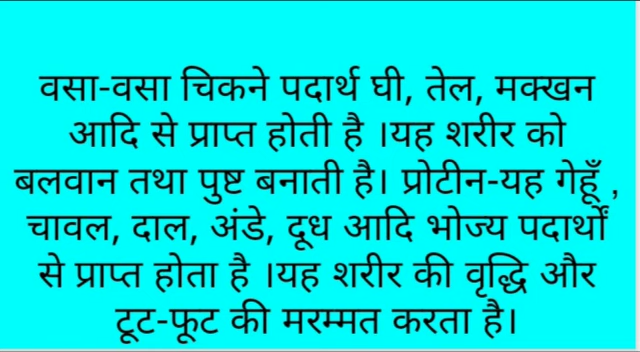 वसा-वसा चिकने पदार्थ घी, तेल, मक्खन
आदि से प्राप्त होती है ।यह शरीर को
बलवान तथा पुष्ट बनाती है। प्रोटीन-यह गेहूँ ,
चावल, दाल, अंडे, दूध आदि भोज्य पदार्थों
से प्राप्त होता है ।यह शरीर की वृद्धि और
टूट-फूट की मरम्मत करता है।